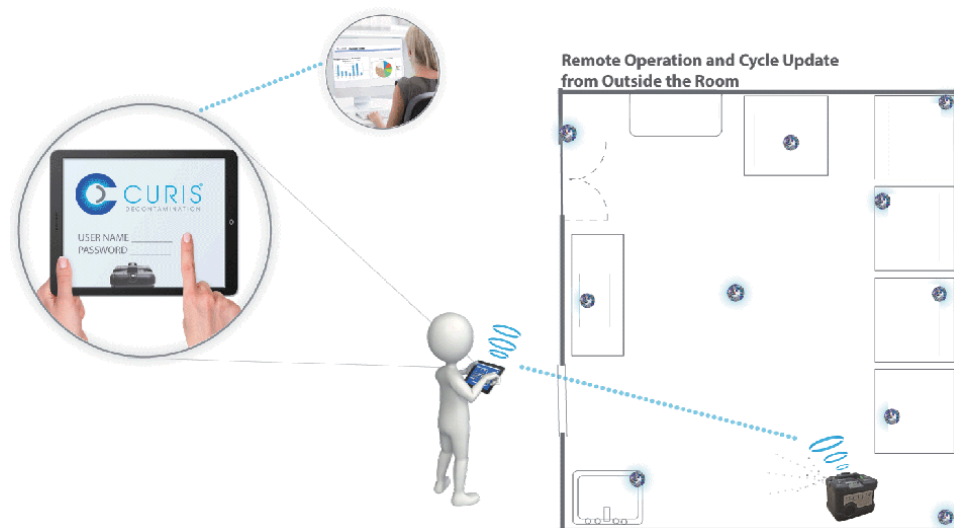 Remote Operation and Cycle Update
from Outside the Room
CURIS
DECONTAMINATION
USER NAME
PASSWORD